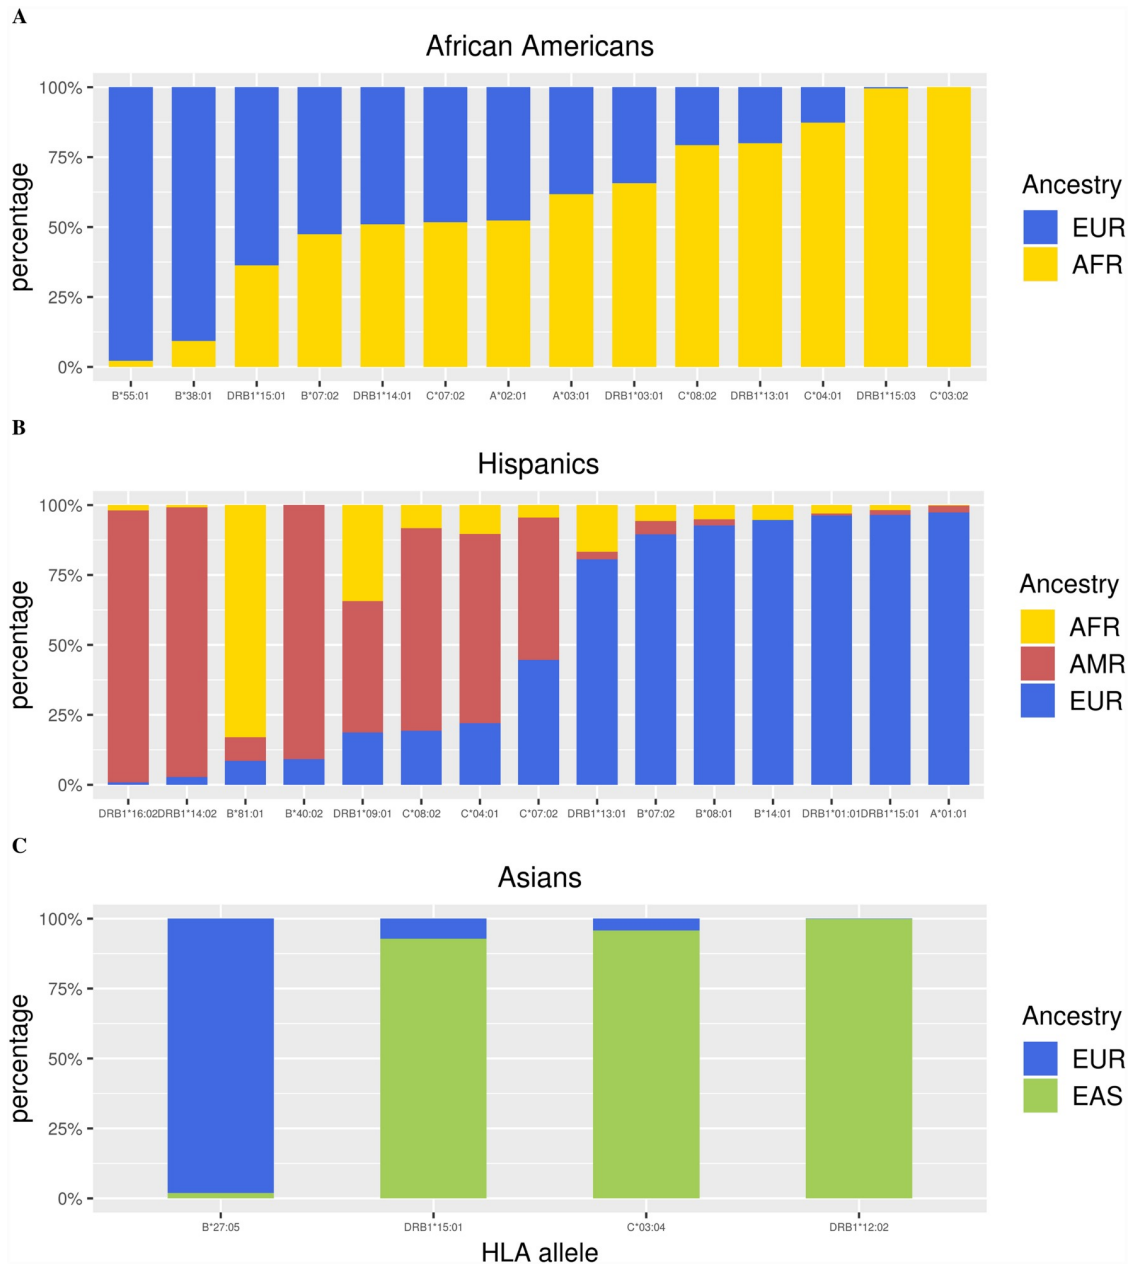 A
African Americans
percentage
100%
75%
50%
25%
0%
B*55:01 B*38:01 DRB1*15:01 B*07:02 DRB1*14:01 C*07:02 A*02:01 A*03:01 DRB1*03:01 C*08:02 DRB1*13:01 C*04:01 DRB1*15:03 C*03:02
Ancestry
EUR
AFR
B
Hispanics
percentage
100%
75%
50%
25%
0%
DRB1*16:02 DRB1*14:02 B*81:01 B*40:02 DRB1*09:01 C*08:02 C*04:01 C*07:02 DRB1*13:01 B*07:02 B*08:01 B*14:01 DRB1*01:01 DRB1*15:01 A*01:01
Ancestry
AFR
AMR
EUR
C
Asians
percentage
100%
75%
50%
25%
0%
B*27:05 DRB1*15:01 C*03:04 DRB1*12:02
HLA allele
Ancestry
EUR
EAS